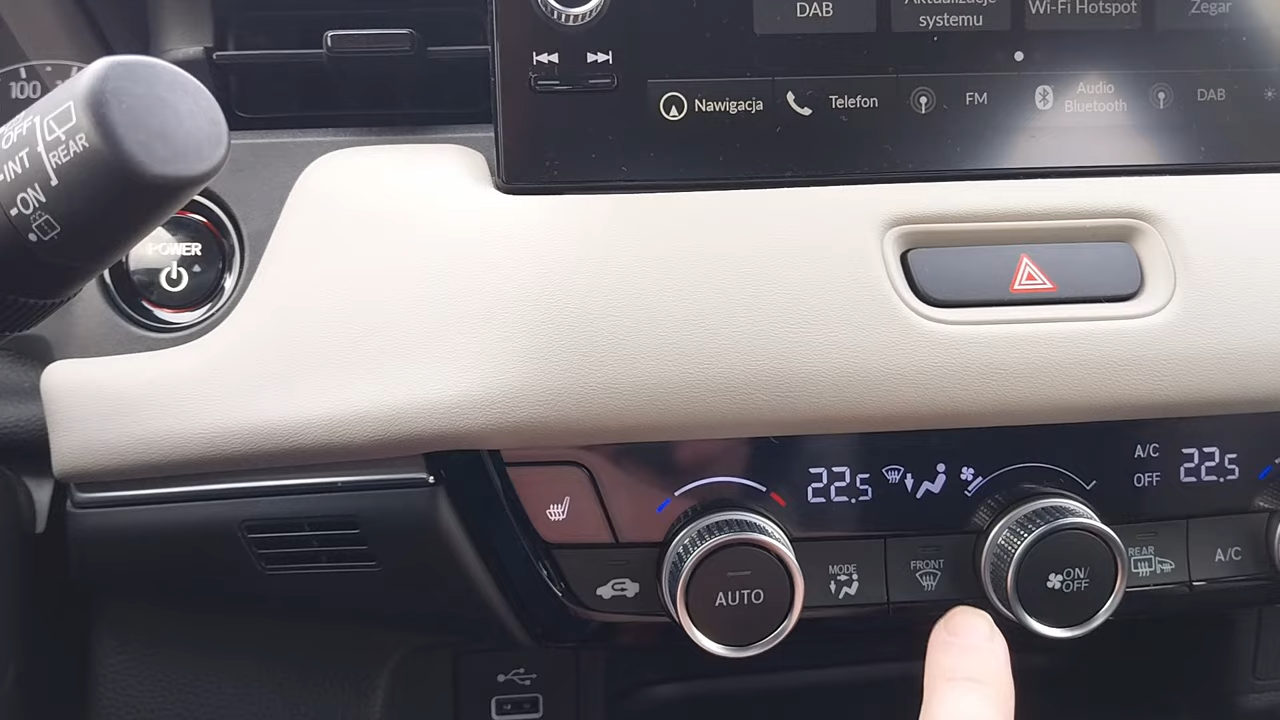 DAB
Aktualizacje
systemu
Wi-Fi Hotspot
Zegar
Nawigacja
Telefon
FM
Audio
Bluetooth
DAB
100
OFF
INT
ON
REAR
POWER
22.5
A/C
OFF
22.5
AUTO
MODE
FRONT
ON/
OFF
REAR
A/C